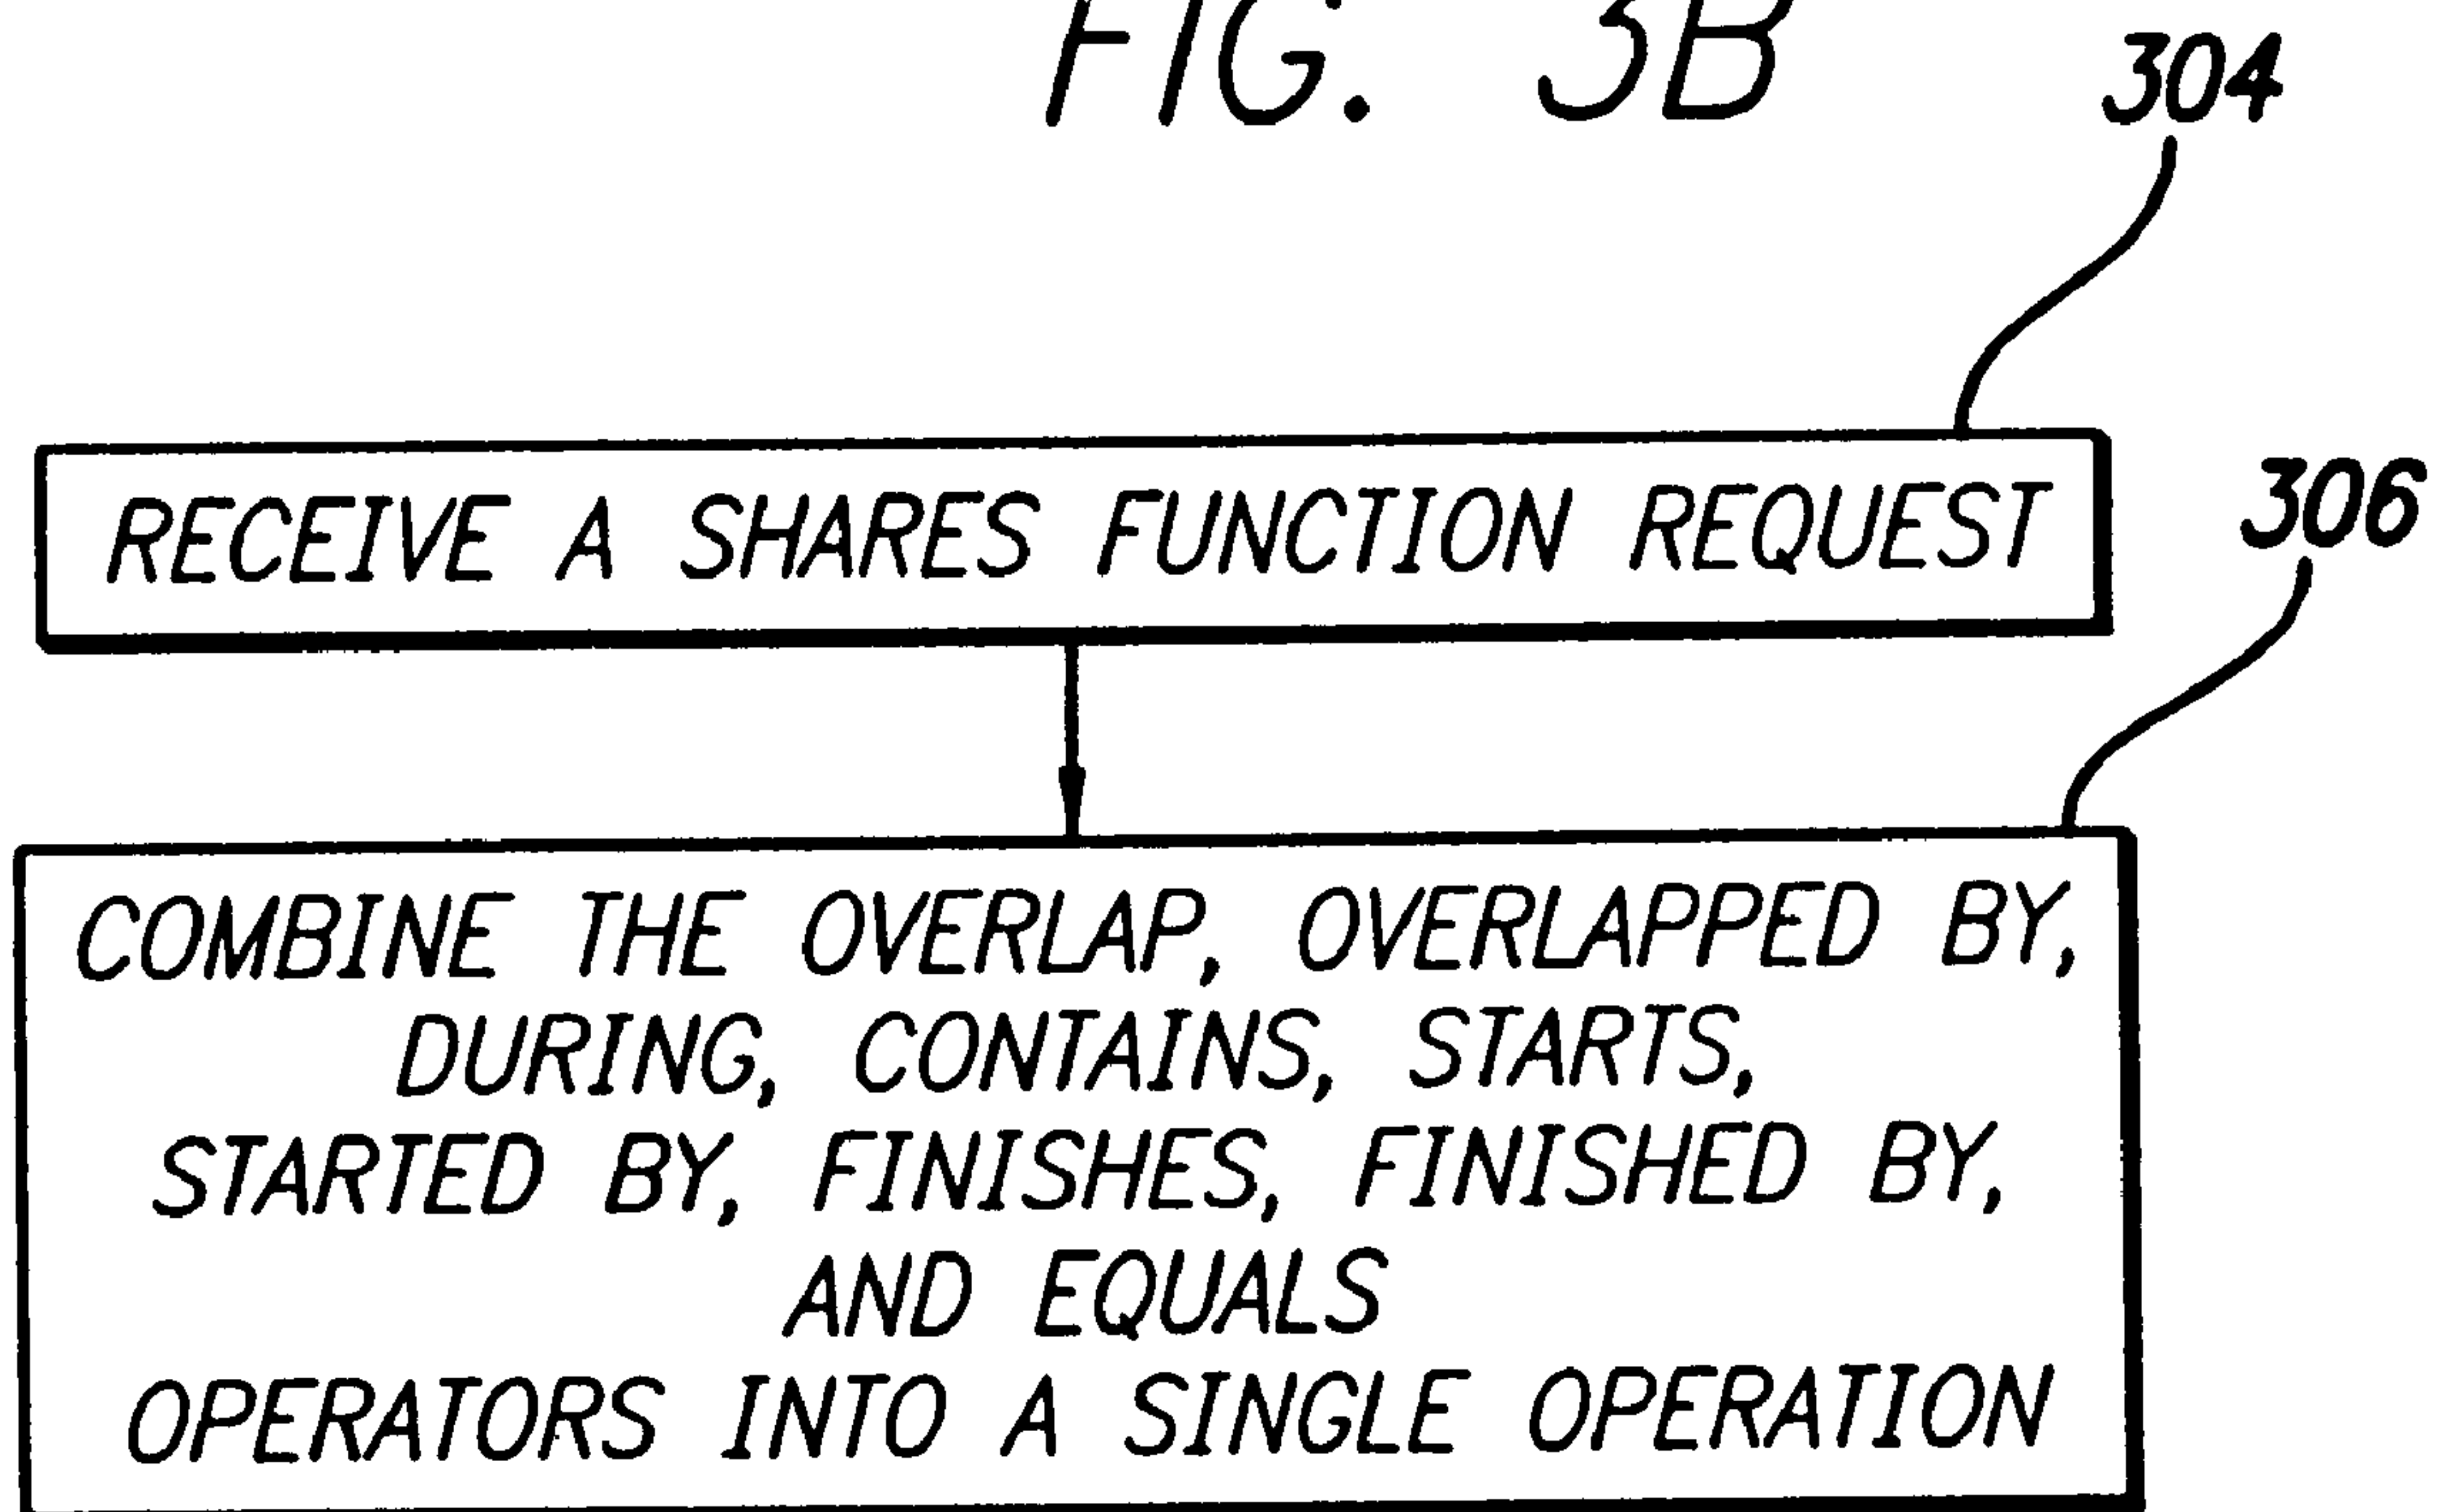 FIG. 3B
304
RECEIVE A SHARES FUNCTION REQUEST
306
COMBINE THE OVERLAP, OVERLAPPED BY,
DURING, CONTAINS, STARTS,
STARTED BY, FINISHES, FINISHED BY,
AND EQUALS
OPERATORS INTO A SINGLE OPERATION